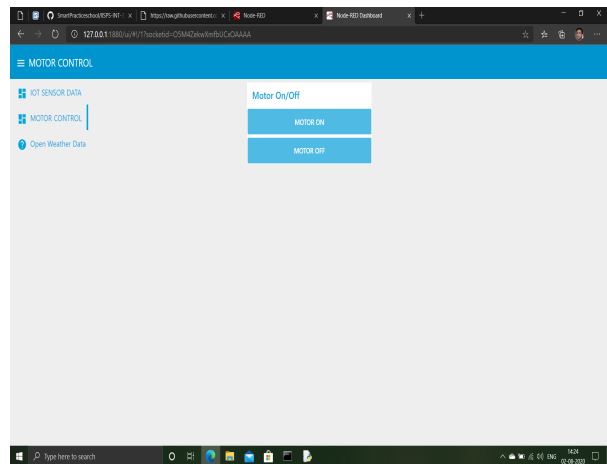 SmartPracticeschool/IISPS-INT-
https://raw.githubusercontent.c
Node-RED
Node-RED Dashboard
127.0.0.1:1880/ui/#!/1?socketid=O5M4ZekwXmfbUCxOAAAA
MOTOR CONTROL
IOT SENSOR DATA
MOTOR CONTROL
Open Weather Data
Motor On/Off
MOTOR ON
MOTOR OFF
Type here to search
ENG
14:24
02-08-2020